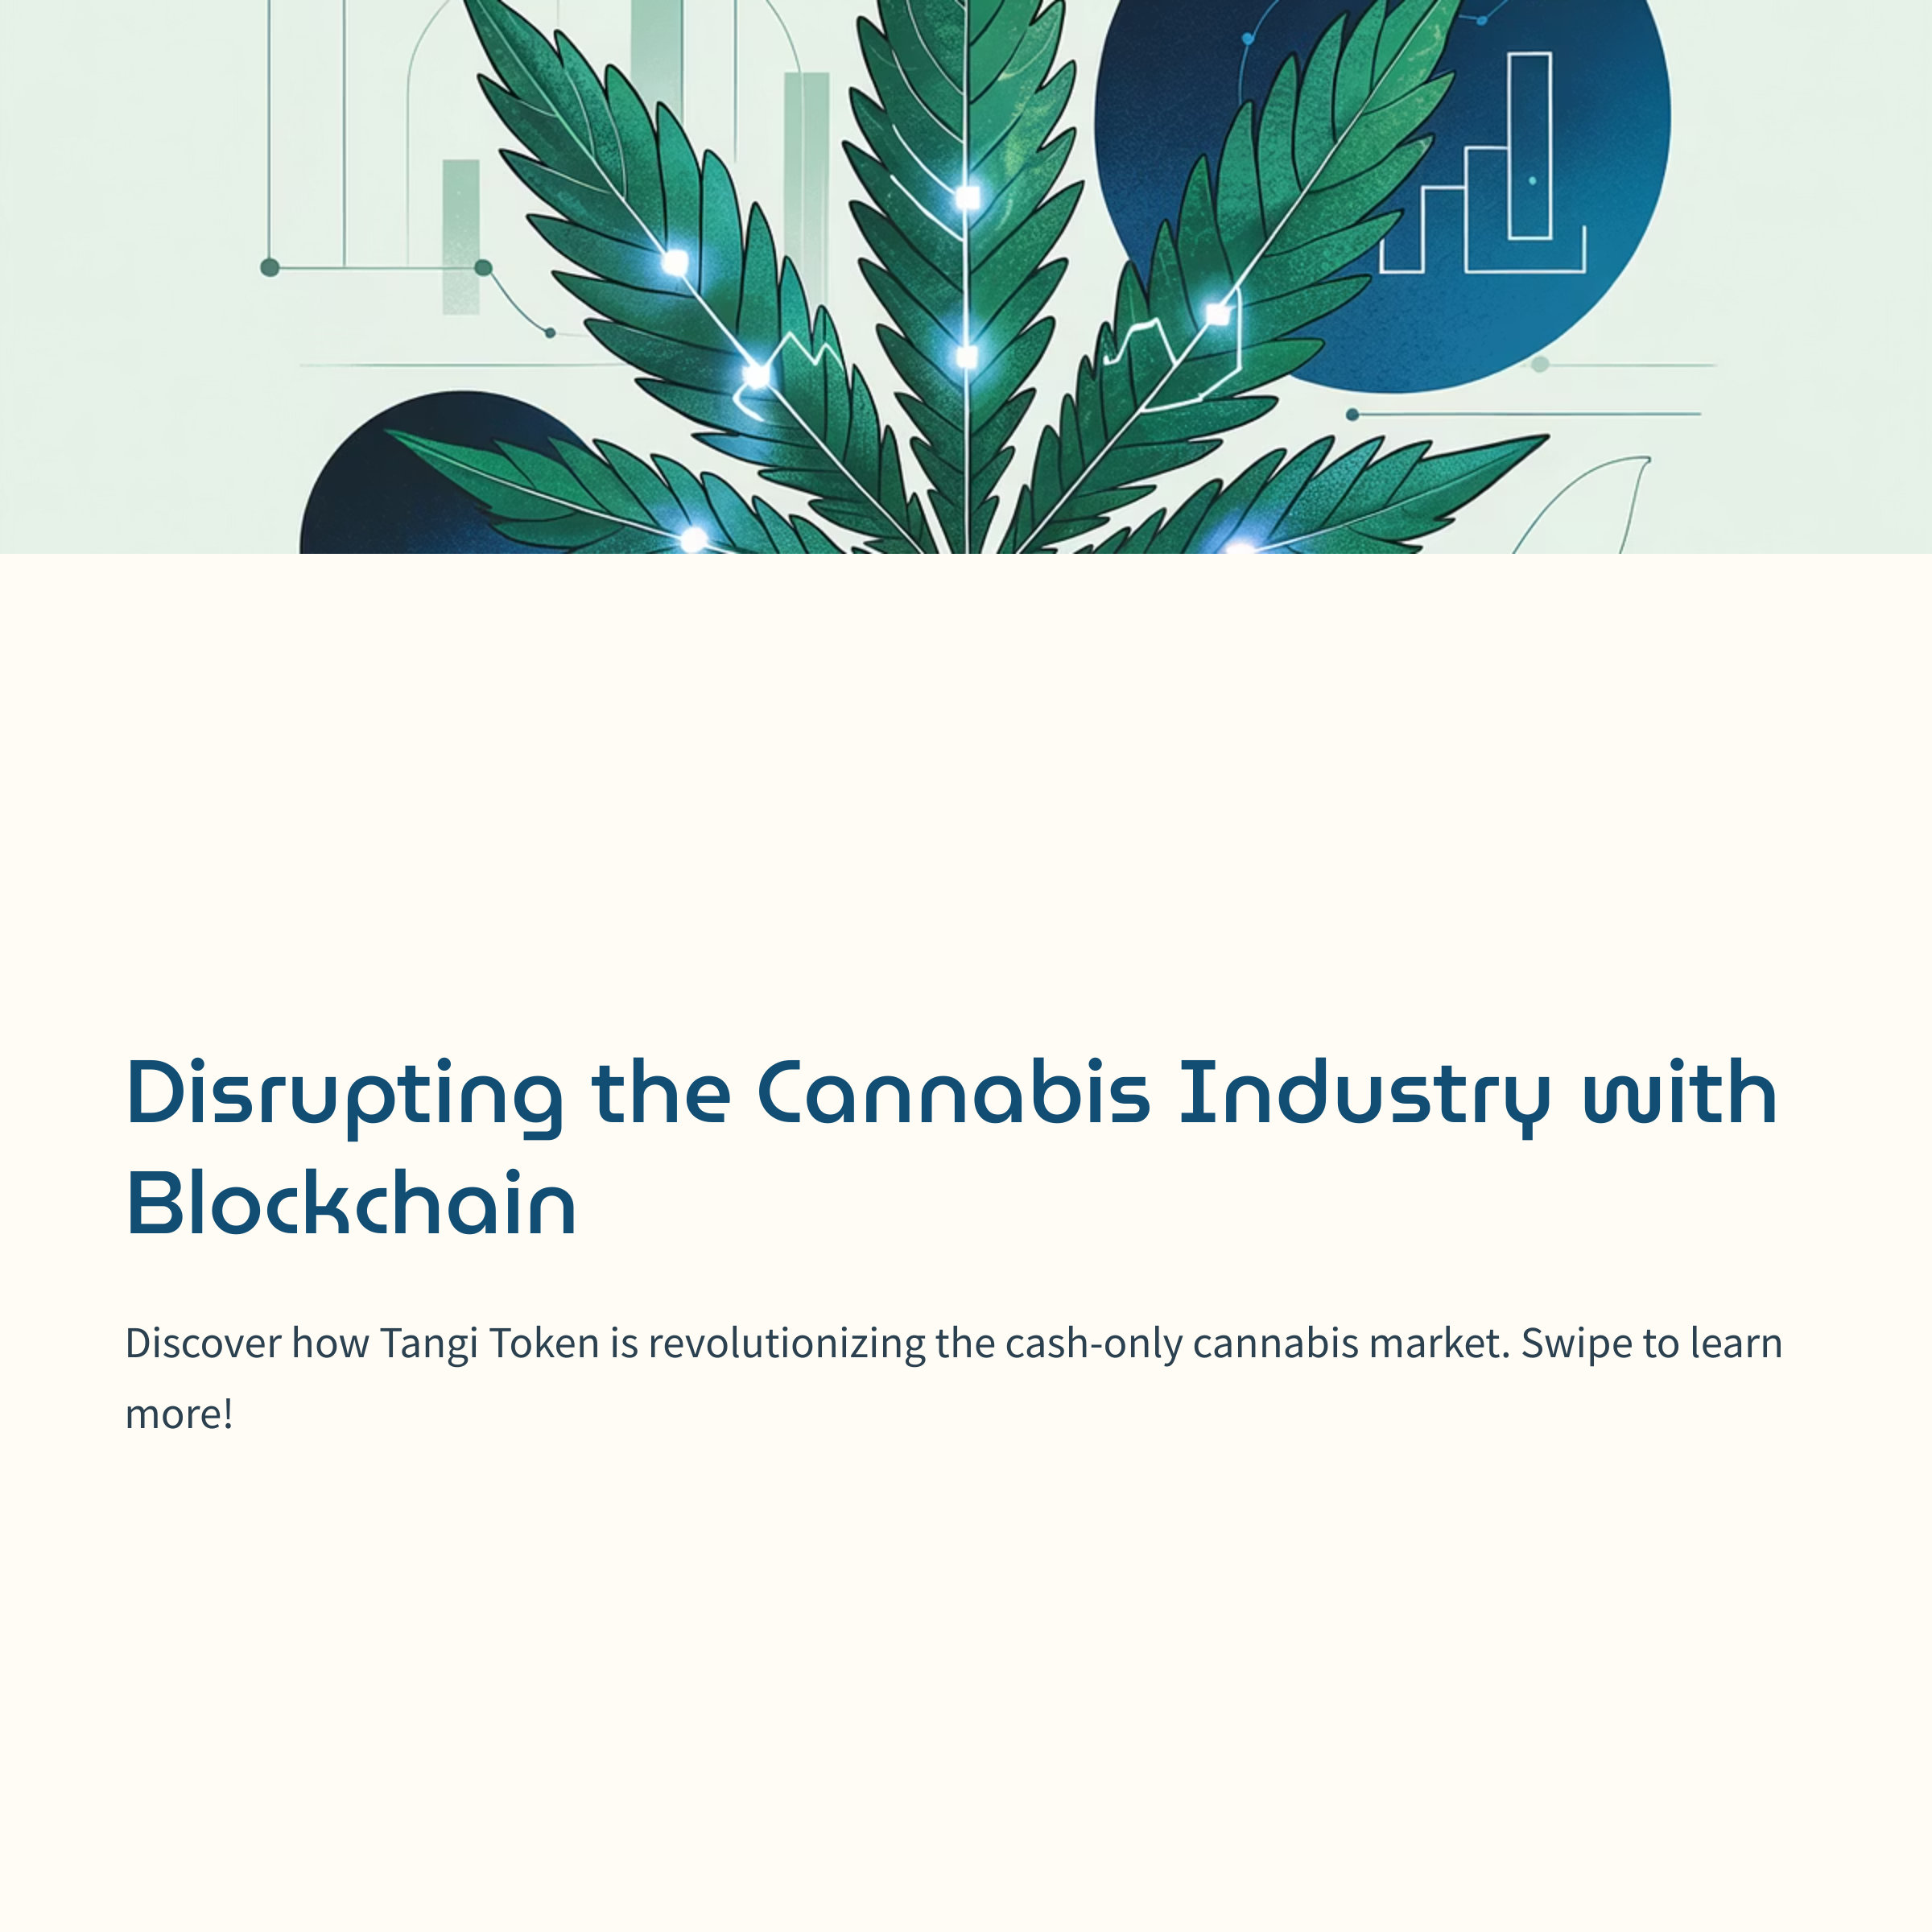 Disrupting the Cannabis Industry with
Blockchain
Discover how Tangi Token is revolutionizing the cash-only cannabis market. Swipe to learn
more!